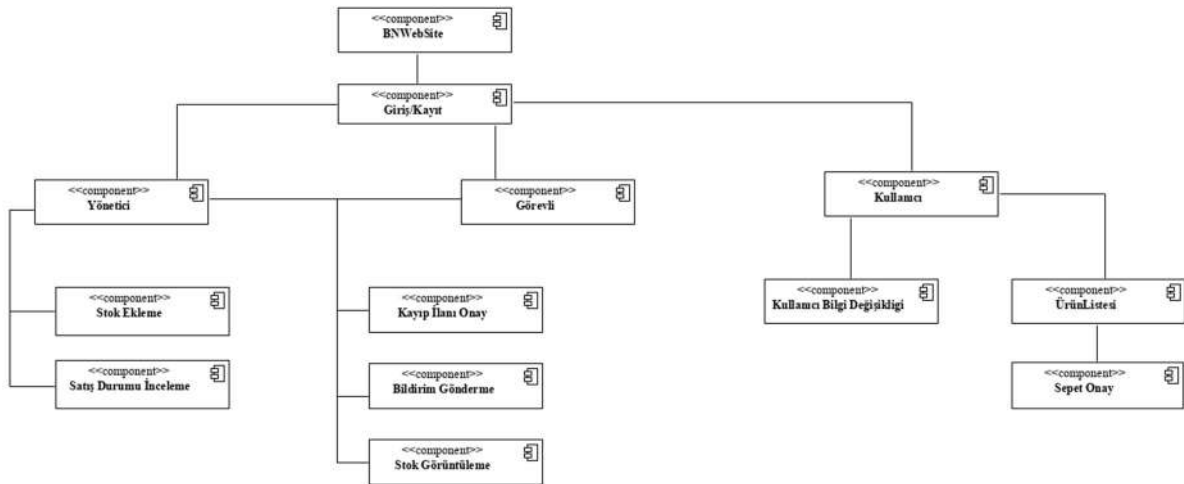 <<component>>
BNWebSite
<<component>>
Giriş/Kayıt
<<component>>
Yönetici
<<component>>
Görevli
<<component>>
Kullanıcı
<<component>>
Stok Ekleme
<<component>>
Kayıp İlanı Onay
<<component>>
Kullanıcı Bilgi Değişikligi
<<component>>
ÜrünListesi
<<component>>
Satış Durumu İnceleme
<<component>>
Bildirim Gönderme
<<component>>
Sepet Onay
<<component>>
Stok Görüntüleme